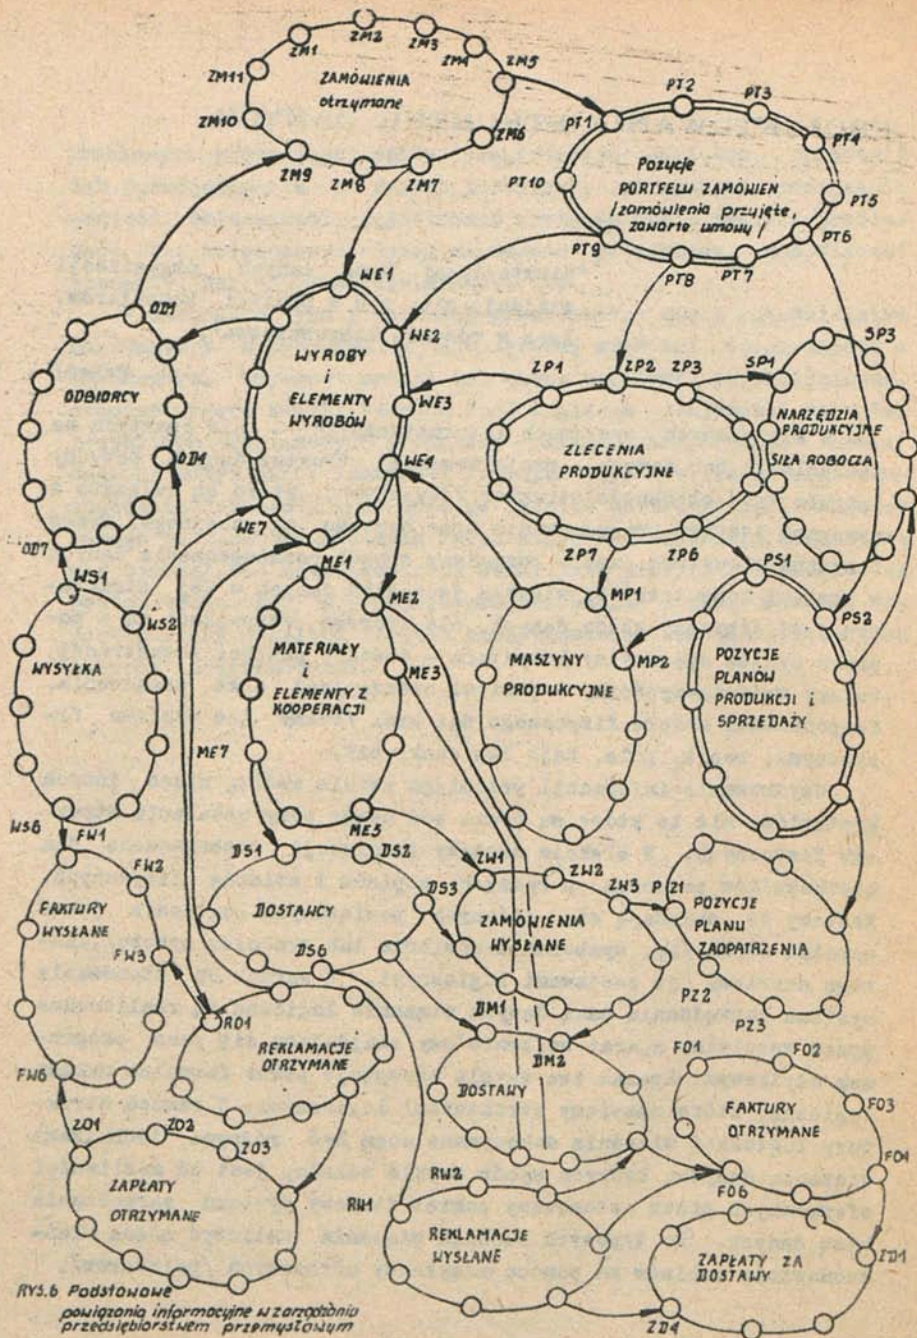 ZM1
ZM2
ZM3
ZM4
ZM5
ZM6
ZM7
ZM8
ZM9
ZM10
ZM11
ZAMÓWIENIA
otrzymane
PT1
PT2
PT3
PT4
PT5
PT6
PT7
PT8
PT9
PT10
Pozycje
PORTFELU ZAMÓWIEŃ
/zamówienia przyjęte,
zawarte umowy/
OD1
ODBIORCY
OD4
OD7
WE1
WE2
WE3
WE4
WE7
WYROBY
i
ELEMENTY
WYROBÓW
ZP1
ZP2
ZP3
ZLECENIA
PRODUKCYJNE
ZP7
ZP6
SP1
SP3
NARZĘDZIA
PRODUKCYJNE
SIŁA ROBOCZA
WS1
WS2
WYSYŁKA
WS6
ME1
ME2
ME3
MATERIAŁY
i
ELEMENTY Z
KOOPERACJI
ME7
ME5
MP1
MP2
MASZYNY
PRODUKCYJNE
PS1
PS2
POZYCJE
PLANÓW
PRODUKCJI i
SPRZEDAŻY
FW1
FW2
FAKTURY
WYSŁANE
FW3
FW6
DS1
DS2
DS3
DOSTAWCY
DS6
ZW1
ZW2
ZW3
ZAMÓWIENIA
WYSŁANE
PZ1
POZYCJE
PLANU
ZAOPATRZENIA
PZ2
PZ3
RO1
REKLAMACJE
OTRZYMANE
DM1
DM2
DOSTAWY
FO1
FO2
FO3
FAKTURY
OTRZYMANE
FO4
FO6
ZO1
ZO2
ZO3
ZAPŁATY
OTRZYMANE
RW1
RW2
REKLAMACJE
WYSŁANE
ZD1
ZAPŁATY ZA
DOSTAWY
ZD4
RYS.6 Podstawowe
powiązania informacyjne w zarządzaniu
przedsiębiorstwem przemysłowym